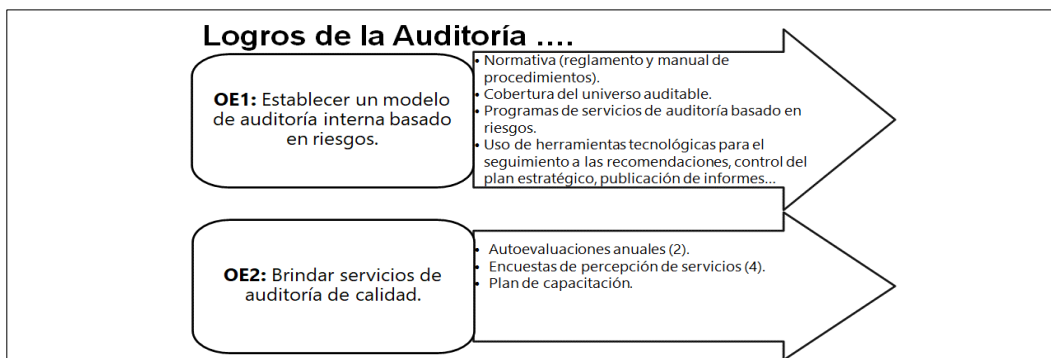 Logros de la Auditoría ....
OE1: Establecer un modelo
de auditoría interna basado
en riesgos.
• Normativa (reglamento y manual de
procedimientos).
• Cobertura del universo auditable.
• Programas de servicios de auditoría basado en
riesgos.
• Uso de herramientas tecnológicas para el
seguimiento a las recomendaciones, control del
plan estratégico, publicación de informes...
OE2: Brindar servicios de
auditoría de calidad.
• Autoevaluaciones anuales (2).
• Encuestas de percepción de servicios (4).
• Plan de capacitación.